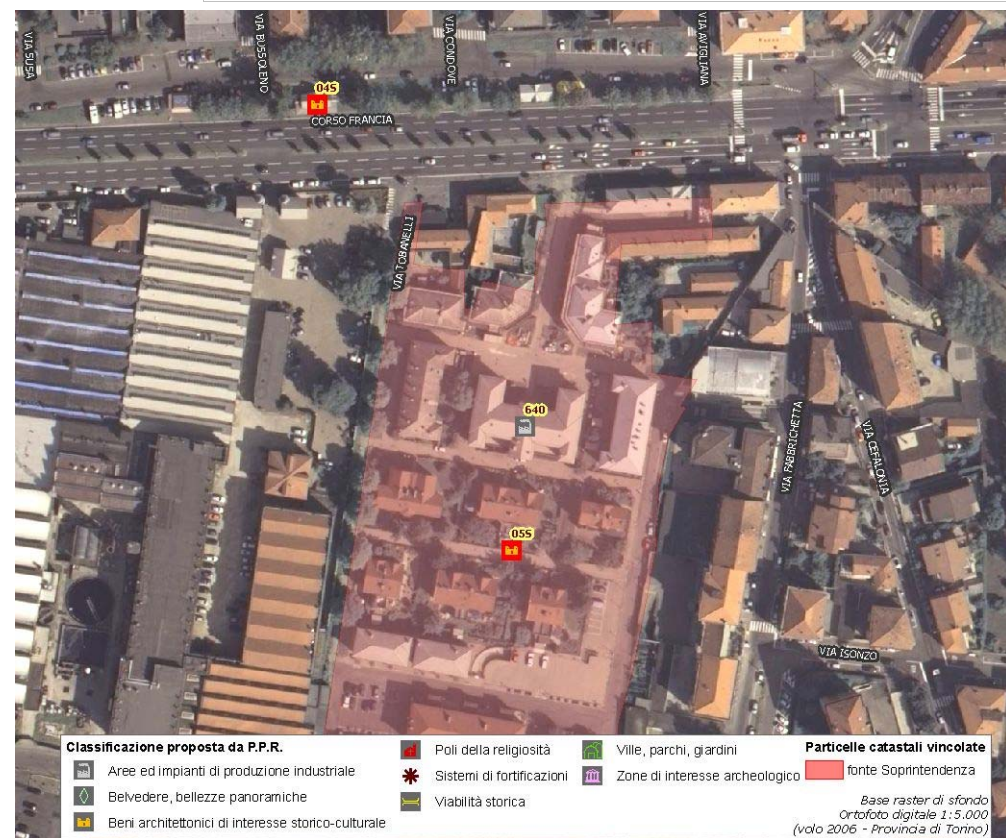 VIA SUSA
VIA BUSSOLENO
VIA CONDOVE
VIA AVIGLIANA
04S
CORSO FRANCIA
VIA TOBANELLI
640
VIA FABBRICHETTA
VIA CEFALONIA
05S
VIA ISONZO
Classificazione proposta da P.P.R.
Aree ed impianti di produzione industriale
Belvedere, bellezze panoramiche
Beni architettonici di interesse storico-culturale
Poli della religiosità
Sistemi di fortificazioni
Viabilità storica
Ville, parchi, giardini
Zone di interesse archeologico
Particelle catastali vincolate
fonte Soprintendenza
Base raster di sfondo
Ortofoto digitale 1:5.000
(volo 2006 - Provincia di Torino)